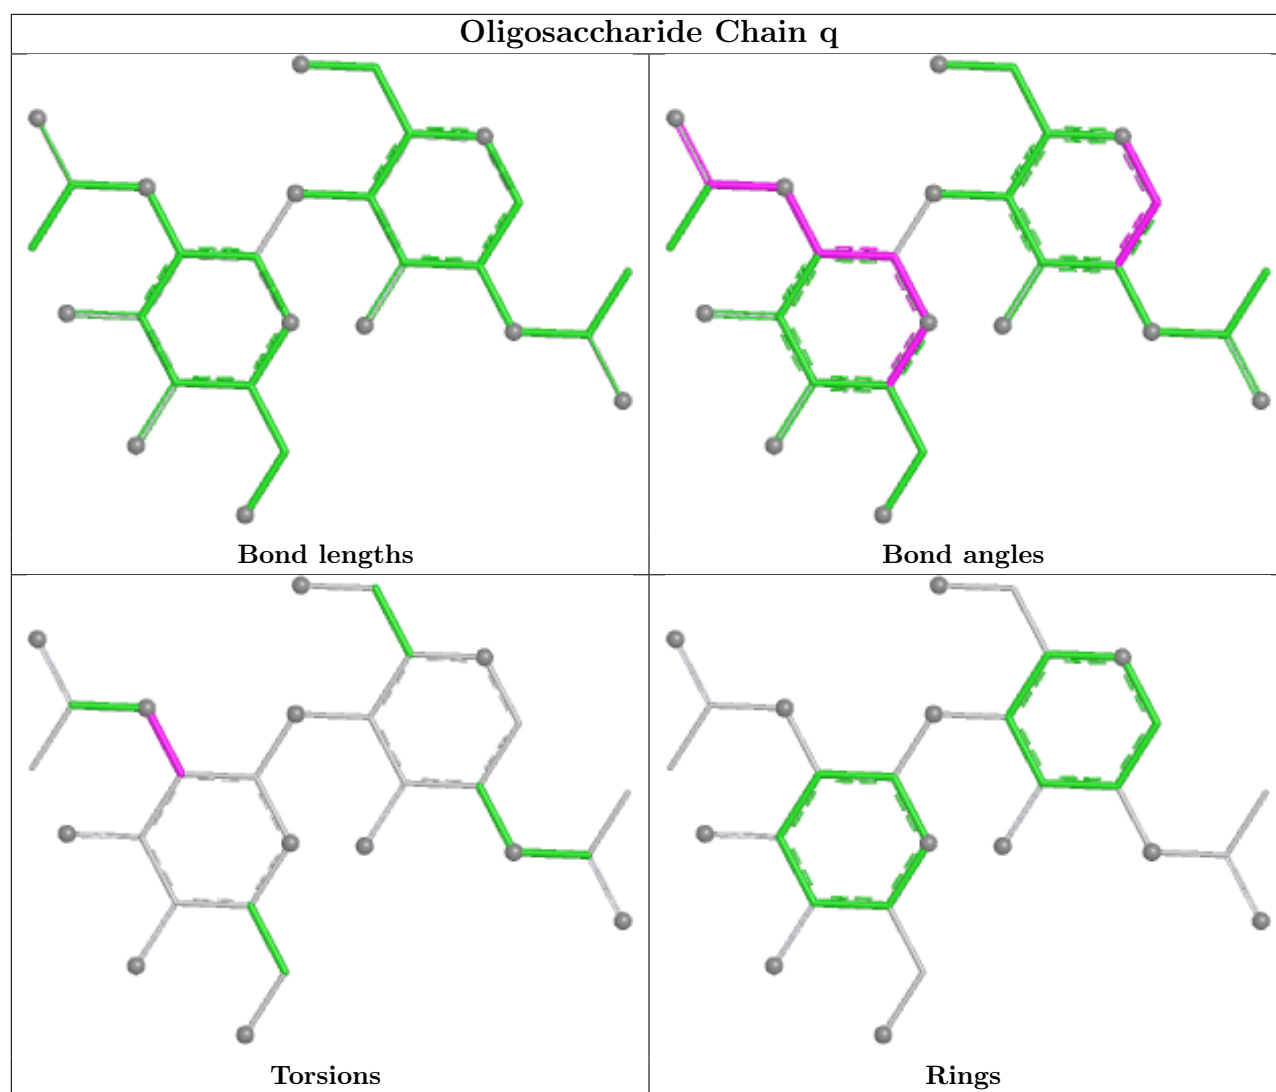 Oligosaccharide Chain q
Bond lengths
Bond angles
Torsions
Rings